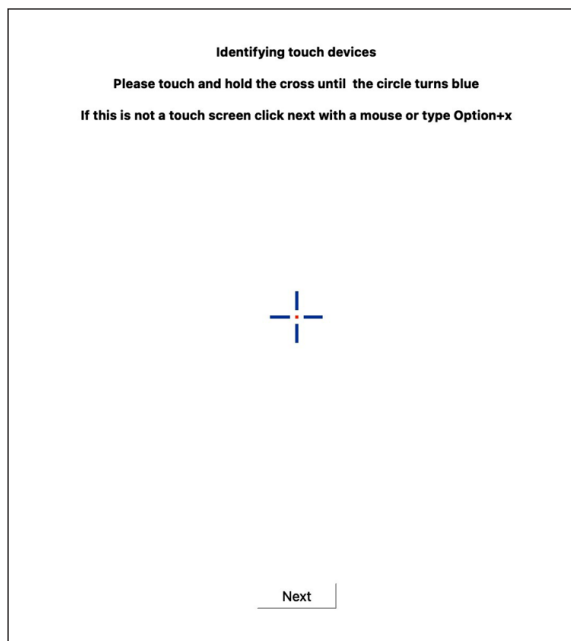 Identifying touch devices
Please touch and hold the cross until  the circle turns blue
If this is not a touch screen click next with a mouse or type Option+x
Next